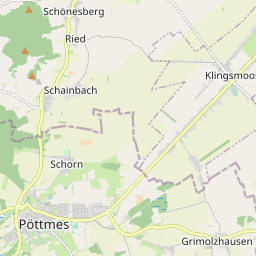 Schönesberg
Ried
Klingsmoos
Schainbach
Schorn
Pöttmes
Grimolzhausen